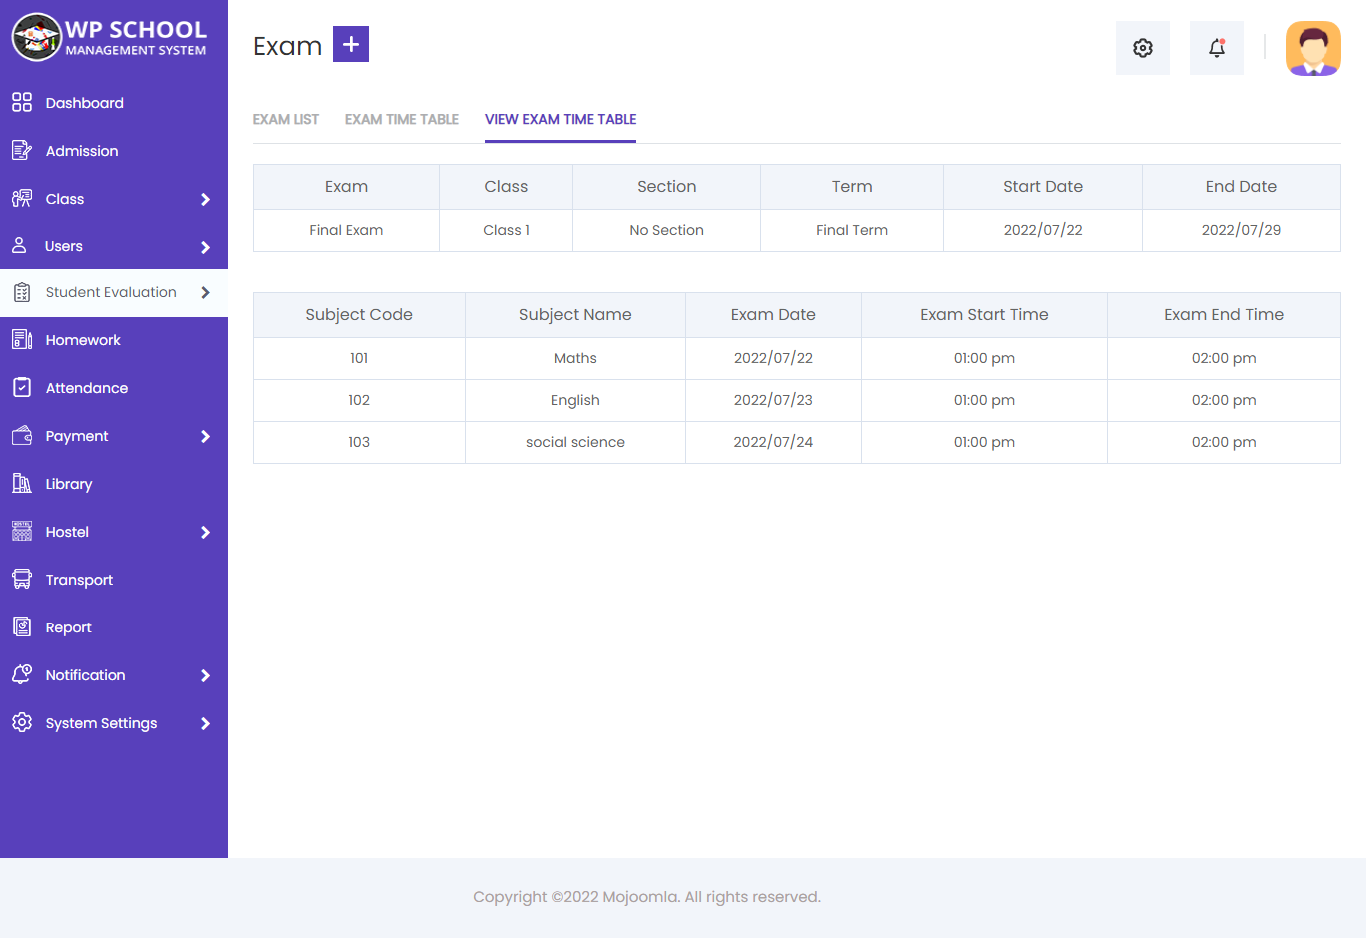 WP SCHOOL
MANAGEMENT SYSTEM
Dashboard
Admission
Class
Users
Student Evaluation
Homework
Attendance
Payment
Library
Hostel
Transport
Report
Notification
System Settings
Exam +
EXAM LIST EXAM TIME TABLE VIEW EXAM TIME TABLE
Exam Class Section Term Start Date End Date
Final Exam Class 1 No Section Final Term 2022/07/22 2022/07/29
Subject Code Subject Name Exam Date Exam Start Time Exam End Time
101 Maths 2022/07/22 01:00 pm 02:00 pm
102 English 2022/07/23 01:00 pm 02:00 pm
103 social science 2022/07/24 01:00 pm 02:00 pm
Copyright ©2022 Mojoomla. All rights reserved.